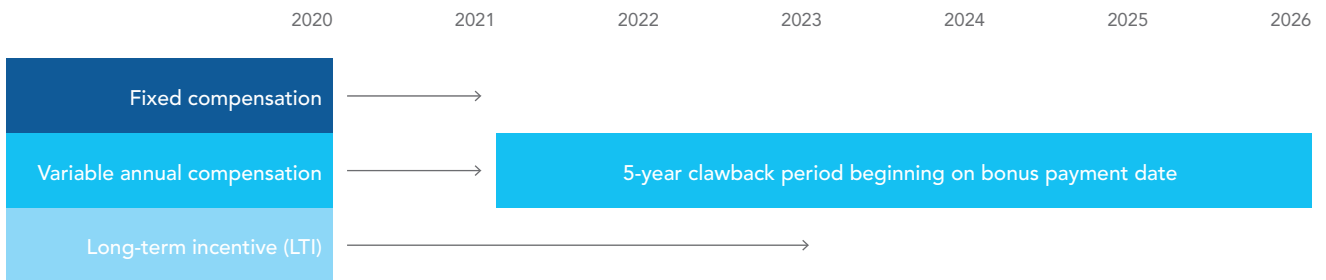 2020 2021 2022 2023 2024 2025 2026
Fixed compensation
Variable annual compensation 5-year clawback period beginning on bonus payment date
Long-term incentive (LTI)